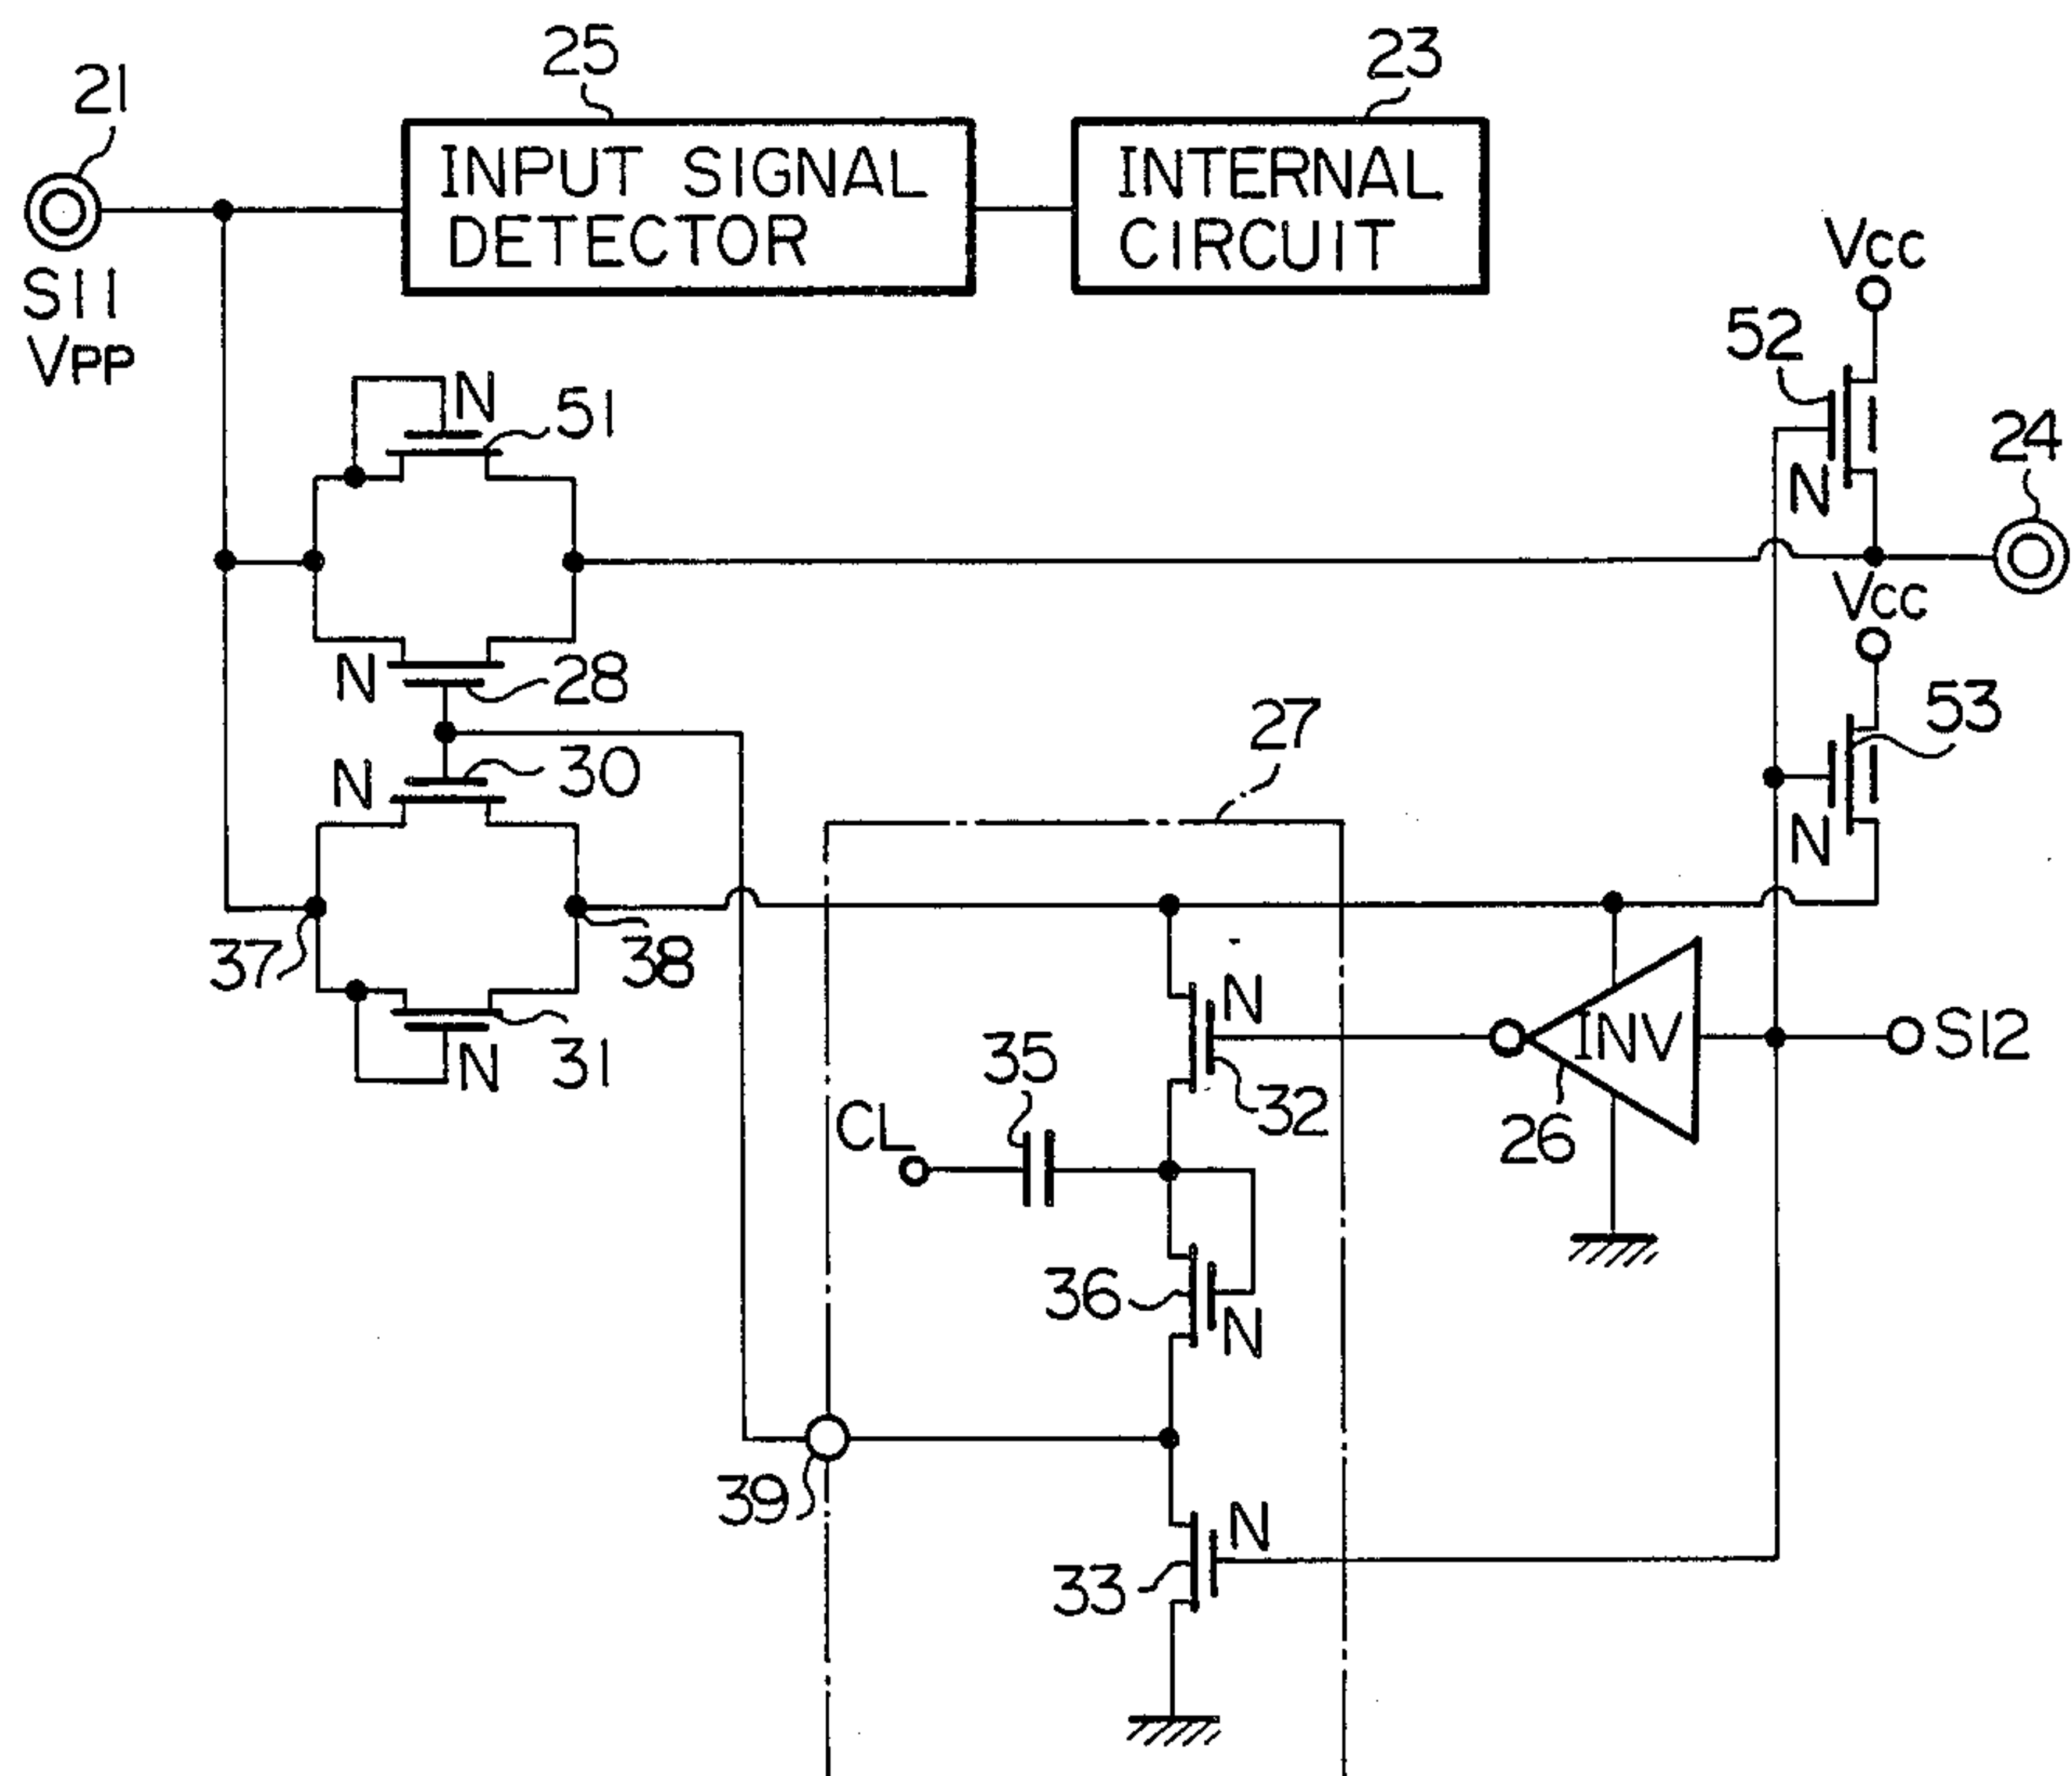 25
23
21
INPUT SIGNAL
DETECTOR
INTERNAL
CIRCUIT
S11
VPP
VCC
52
24
N
51
N
VCC
N
28
53
27
N
30
N
37
38
N
31
N
35
INV
S12
32
CL
26
36
N
39
N
33